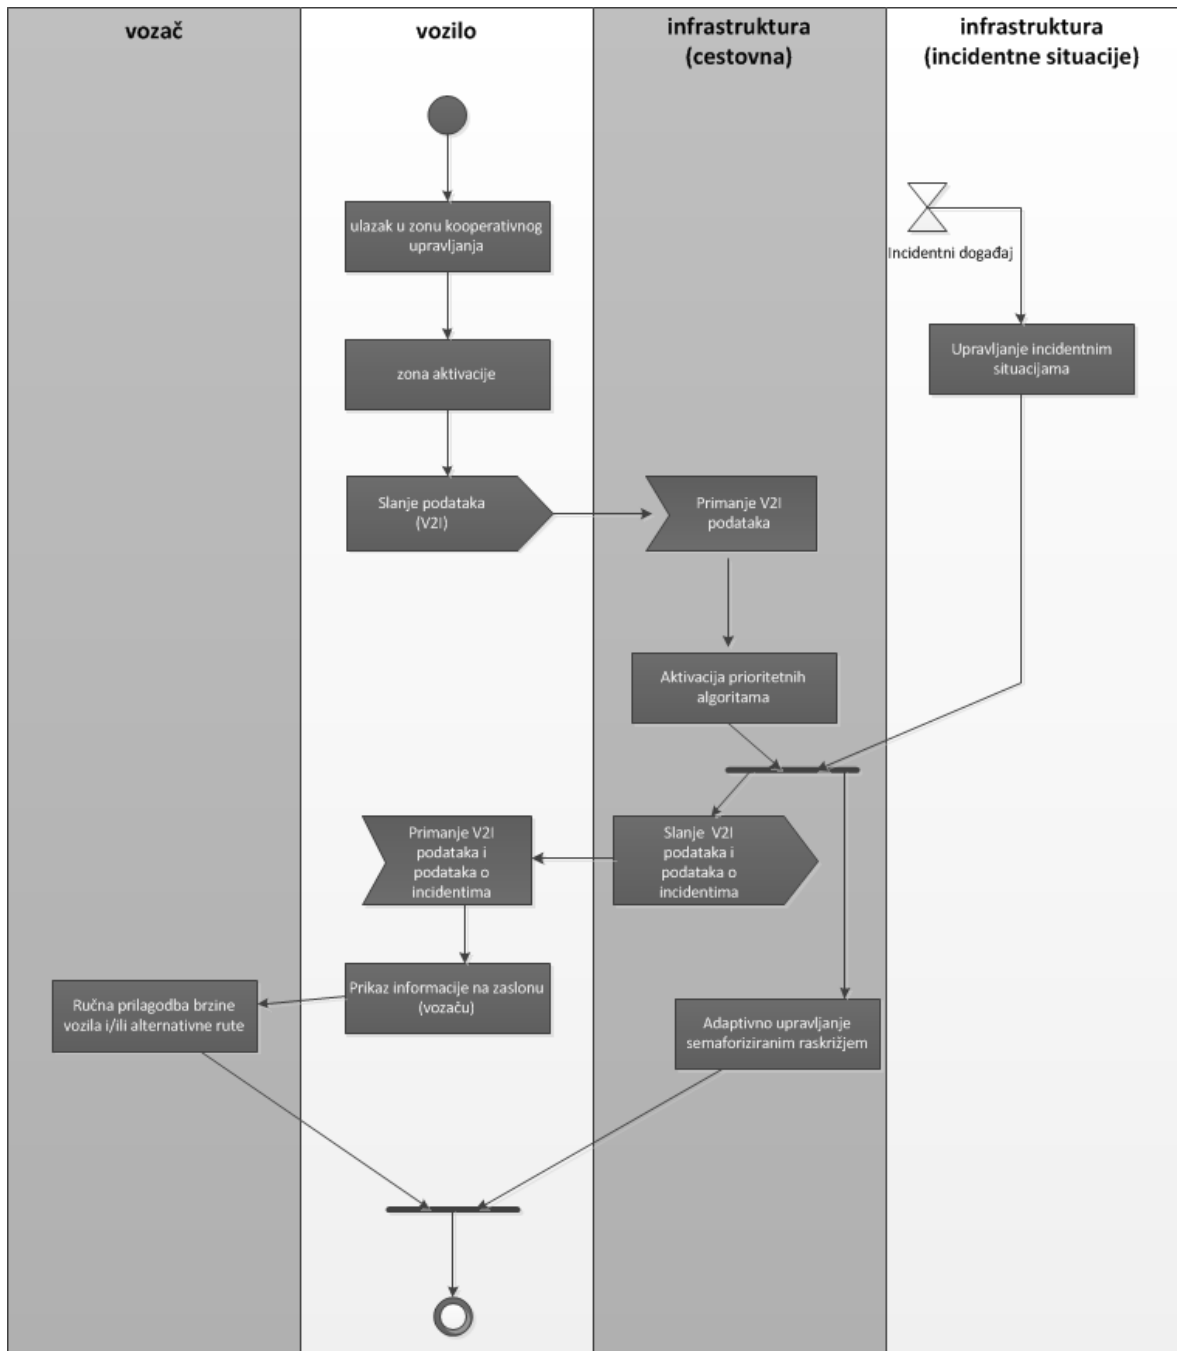 vozač
vozilo
infrastruktura
(cestovna)
infrastruktura
(incidentne situacije)
ulazak u zonu kooperativnog
upravljanja
Incidentni događaj
zona aktivacije
Upravljanje incidentnim
situacijama
Slanje podataka
(V2I)
Primanje V2I
podataka
Aktivacija prioritetnih
algoritama
Primanje V2I
podataka i
podataka o
incidentima
Slanje V2I
podataka i
podataka o
incidentima
Ručna prilagodba brzine
vozila i/ili alternativne rute
Prikaz informacije na zaslonu
(vozaču)
Adaptivno upravljanje
semaforiziranim raskrižjem